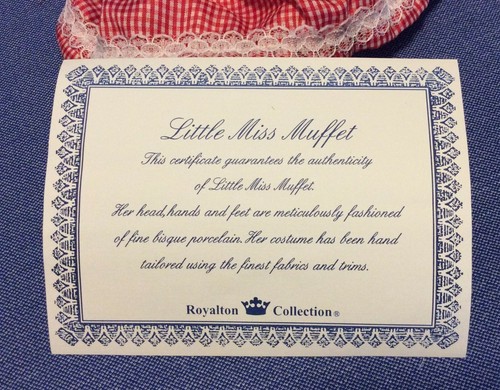 Little Miss Muffet
This certificate guarantees the authenticity
of Little Miss Muffet.
Her head, hands and feet are meticulously fashioned
of fine bisque porcelain. Her costume has been hand
tailored using the finest fabrics and trims.
Royalton Collection®